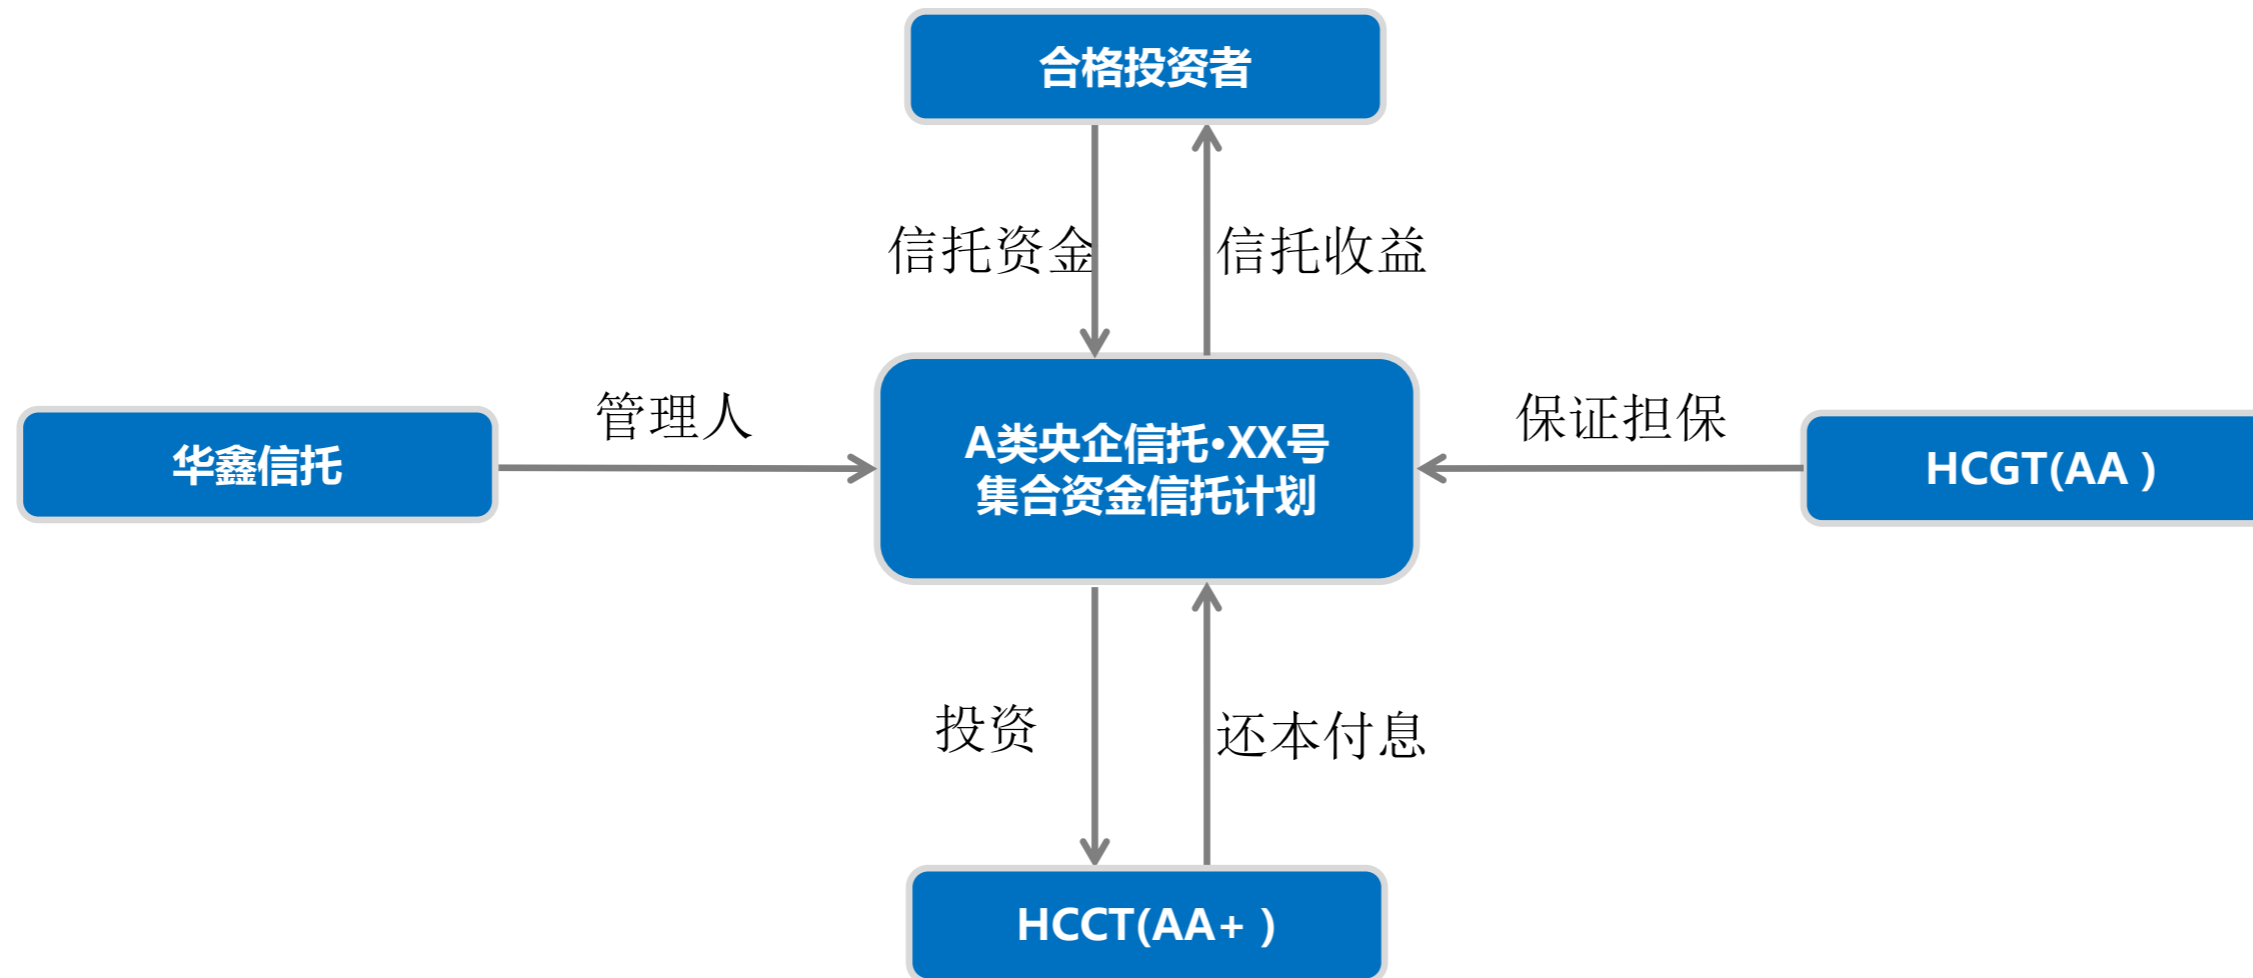 合格投资者
信托资金
信托收益
管理人
保证担保
华鑫信托
A类央企信托•XX号
集合资金信托计划
HCGT(AA )
投资
还本付息
HCCT(AA+ )